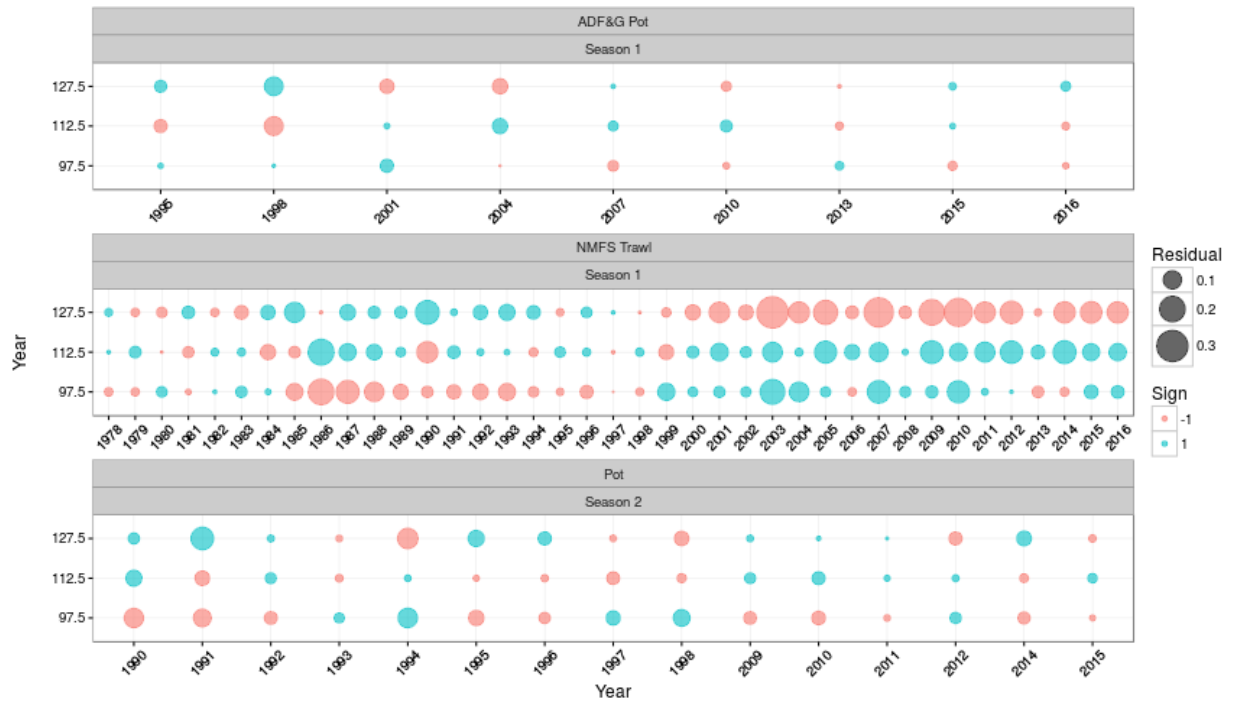 ADF&G Pot
Season 1
127.5
112.5
97.5
1995 1998 2001 2004 2007 2010 2013 2015 2016
NMFS Trawl
Season 1
127.5
112.5
97.5
1978 1979 1980 1981 1982 1983 1984 1985 1986 1987 1988 1989 1990 1991 1992 1993 1994 1995 1996 1997 1998 1999 2000 2001 2002 2003 2004 2005 2006 2007 2008 2009 2010 2011 2012 2013 2014 2015 2016
Pot
Season 2
127.5
112.5
97.5
1990 1991 1992 1993 1994 1995 1996 1997 1998 2009 2010 2011 2012 2014 2015
Year
Year
Residual
0.1
0.2
0.3
Sign
-1
1